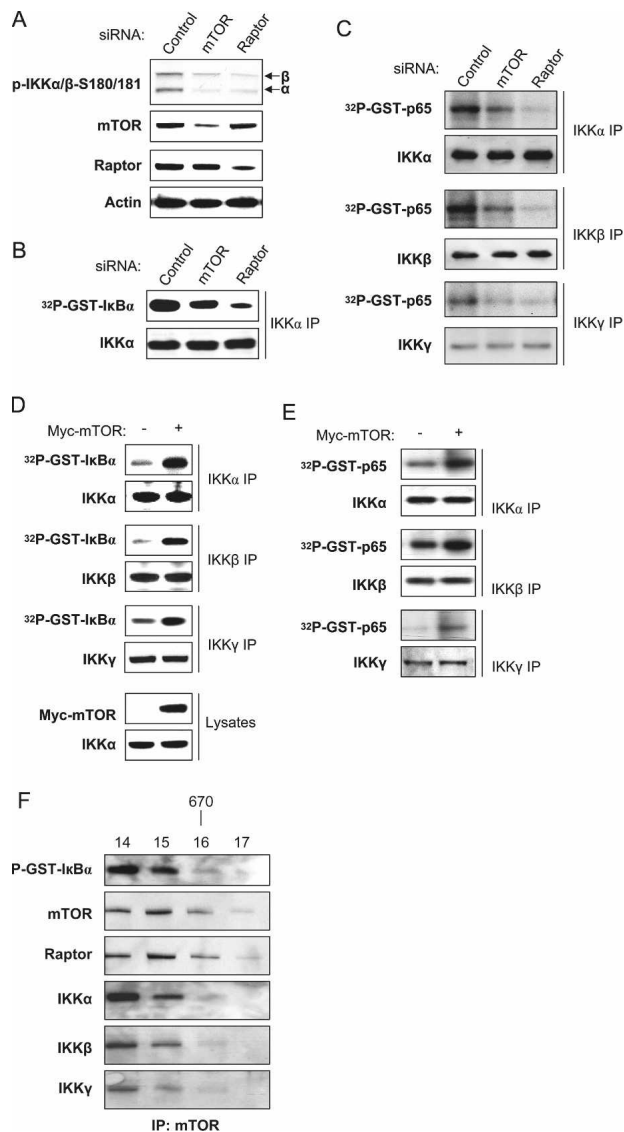 A
siRNA: Control mTOR Raptor
p-IKKα/β-S180/181
β
α
mTOR
Raptor
Actin
B
siRNA: Control mTOR Raptor
32P-GST-IκBα
IKKα
IKKα IP
C
siRNA: Control mTOR Raptor
32P-GST-p65
IKKα
IKKα IP
32P-GST-p65
IKKβ
IKKβ IP
32P-GST-p65
IKKγ
IKKγ IP
D
Myc-mTOR: - +
32P-GST-IκBα
IKKα
IKKα IP
32P-GST-IκBα
IKKβ
IKKβ IP
32P-GST-IκBα
IKKγ
IKKγ IP
Myc-mTOR
IKKα
Lysates
E
Myc-mTOR: - +
32P-GST-p65
IKKα
IKKα IP
32P-GST-p65
IKKβ
IKKβ IP
32P-GST-p65
IKKγ
IKKγ IP
F
670
14 15 16 17
P-GST-IκBα
mTOR
Raptor
IKKα
IKKβ
IKKγ
IP: mTOR